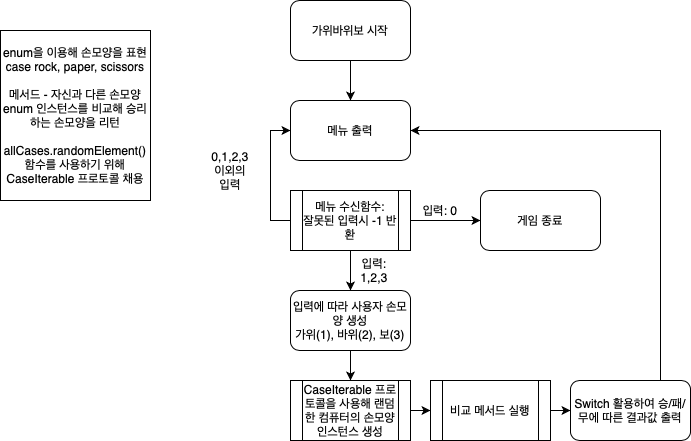 가위바위보 시작
enum을 이용해 손모양을 표현
case rock, paper, scissors
메서드 - 자신과 다른 손모양
enum 인스턴스를 비교해 승리
하는 손모양을 리턴
allCases.randomElement()
함수를 사용하기 위해
CaseIterable 프로토콜 채용
메뉴 출력
0,1,2,3
이외의
입력
메뉴 수신함수:
잘못된 입력시 -1 반
환
입력: 0
게임 종료
입력:
1,2,3
입력에 따라 사용자 손모
양 생성
가위(1), 바위(2), 보(3)
CaseIterable 프로
토콜을 사용해 랜덤
한 컴퓨터의 손모양
인스턴스 생성
비교 메서드 실행
Switch 활용하여 승/패/
무에 따른 결과값 출력